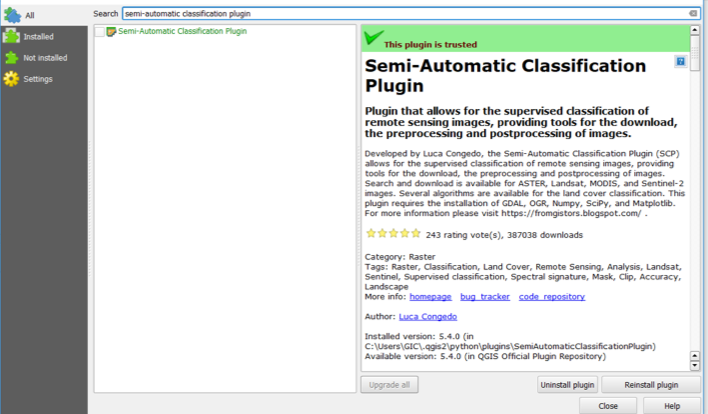 All
Search
semi-automatic classification plugin
Installed
Not installed
Settings
Semi-Automatic Classification Plugin
This plugin is trusted
?
Semi-Automatic Classification
Plugin
Plugin that allows for the supervised classification of
remote sensing images, providing tools for the download,
the preprocessing and postprocessing of images.
Developed by Luca Congedo, the Semi-Automatic Classification Plugin (SCP)
allows for the supervised classification of remote sensing images, providing
tools for the download, the preprocessing and postprocessing of images.
Search and download is available for ASTER, Landsat, MODIS, and Sentinel-2
images. Several algorithms are available for the land cover classification. This
plugin requires the installation of GDAL, OGR, Numpy, SciPy, and Matplotlib.
For more information please visit https://fromgistors.blogspot.com/ .
243 rating vote(s), 387038 downloads
Category: Raster
Tags: Raster, Classification, Land Cover, Remote Sensing, Analysis, Landsat,
Sentinel, Supervised classification, Spectral signature, Mask, Clip, Accuracy,
Landscape
More info: homepage bug tracker code repository
Author: Luca Congedo
Installed version: 5.4.0 (in
C:\Users\GIC\.qgis2\python\plugins\SemiAutomaticClassificationPlugin)
Available version: 5.4.0 (in QGIS Official Plugin Repository)
Upgrade all
Uninstall plugin
Reinstall plugin
Close
Help